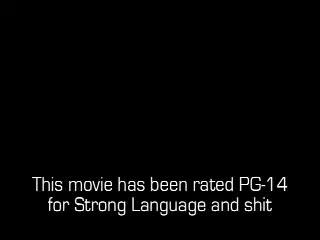 This movie has been rated PG-14
for Strong Language and shit